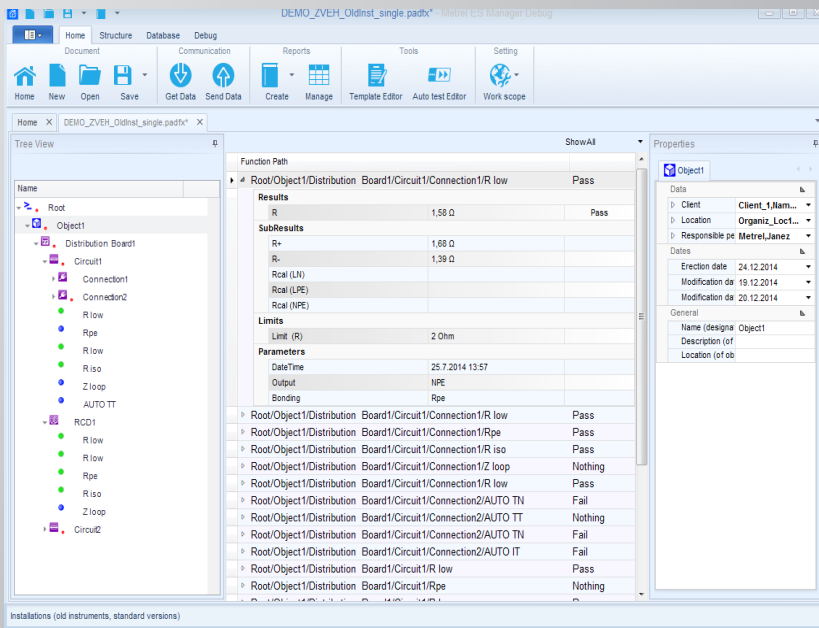 DEMO_ZVEH_OldInst_single.padfx* - Metrel ES Manager Debug
Home Structure Database Debug
Document Communication Reports Tools Setting
Home New Open Save Get Data Send Data Create Manage Template Editor Auto test Editor Work scope
Home X DEMO_ZVEH_OldInst_single.padfx* X
Tree View
Name
Root
Object1
Distribution Board1
Circuit1
Connection1
Connection2
R low
Rpe
R low
R iso
Z loop
AUTO TT
RCD1
R low
R low
Rpe
R iso
Z loop
Circuit2
ShowAll
Function Path
Root/Object1/Distribution Board1/Circuit1/Connection1/R low Pass
Results
R 1,58 Ω Pass
SubResults
R+ 1,68 Ω
R- 1,39 Ω
Rcal (LN)
Rcal (LPE)
Rcal (NPE)
Limits
Limit (R) 2 Ohm
Parameters
DateTime 25.7.2014 13:57
Output NPE
Bonding Rpe
Root/Object1/Distribution Board1/Circuit1/Connection1/R low Pass
Root/Object1/Distribution Board1/Circuit1/Connection1/Rpe Pass
Root/Object1/Distribution Board1/Circuit1/Connection1/R iso Pass
Root/Object1/Distribution Board1/Circuit1/Connection1/Z loop Nothing
Root/Object1/Distribution Board1/Circuit1/Connection1/R low Pass
Root/Object1/Distribution Board1/Circuit1/Connection2/AUTO TN Fail
Root/Object1/Distribution Board1/Circuit1/Connection2/AUTO TT Nothing
Root/Object1/Distribution Board1/Circuit1/Connection2/AUTO TN Fail
Root/Object1/Distribution Board1/Circuit1/Connection2/AUTO IT Fail
Root/Object1/Distribution Board1/Circuit1/R low Pass
Root/Object1/Distribution Board1/Circuit1/Rpe Nothing
Properties
Object1
Data
Client Client_1,Nam...
Location Organiz_Loc1...
Responsible pe Metrel,Janez
Dates
Erection date 24.12.2014
Modification da 19.12.2014
Modification da 20.12.2014
General
Name (designa Object1
Description (of
Location (of ob
Installations (old instruments, standard versions)